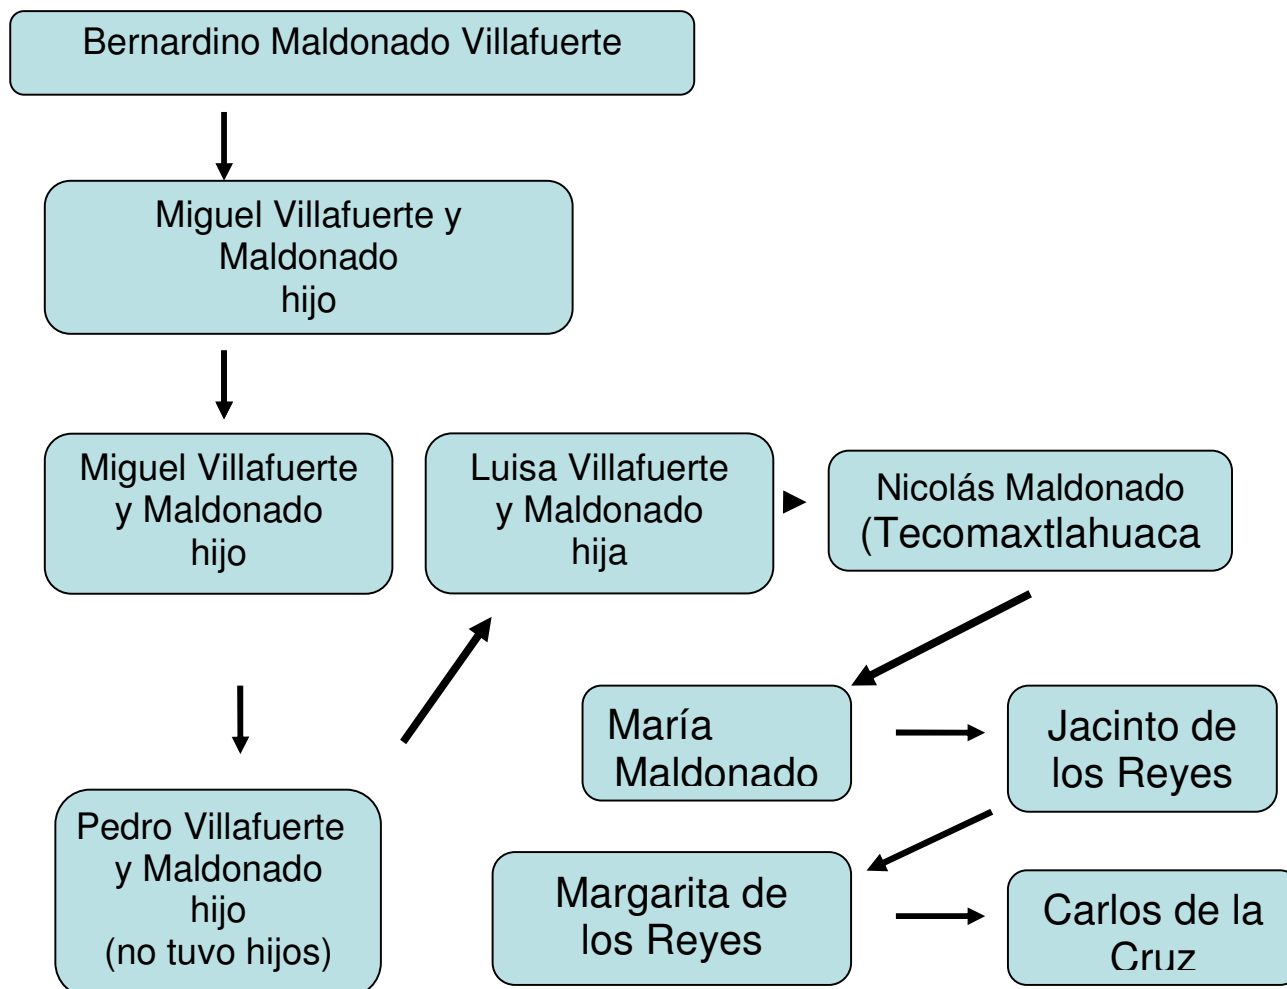 Bernardino Maldonado Villafuerte
Miguel Villafuerte y
Maldonado
hijo
Miguel Villafuerte
y Maldonado
hijo
Luisa Villafuerte
y Maldonado
hija
Nicolás Maldonado
(Tecomaxtlahuaca
María
Maldonado
Jacinto de
los Reyes
Pedro Villafuerte
y Maldonado
hijo
(no tuvo hijos)
Margarita de
los Reyes
Carlos de la
Cruz